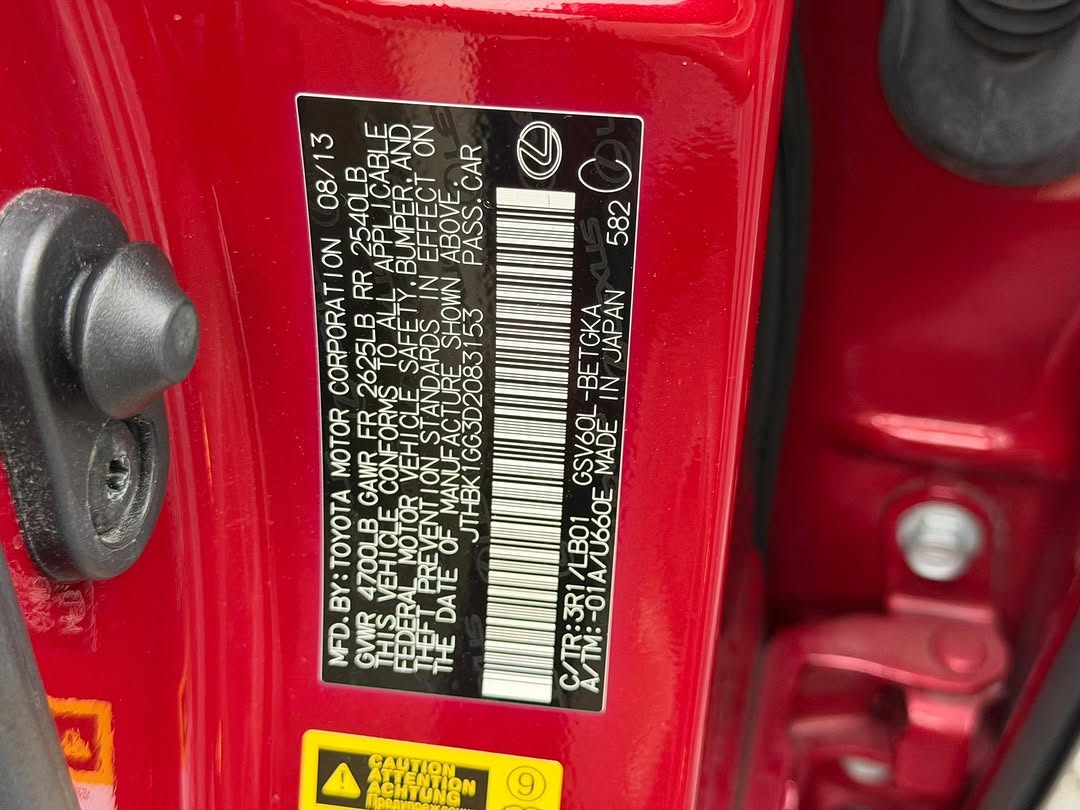 MFD.BY:TOYOTA MOTOR CORPORATION 08/13
GVWR 4700LB GAWR FR 2625LB RR 2540LB
THIS VEHICLE CONFORMS TO ALL APPLICABLE
FEDERAL MOTOR VEHICLE SAFETY,BUMPER,AND
THEFT PREVENTION STANDARDS IN EFFECT ON
THE DATE OF MANUFACTURE SHOWN ABOVE.
JTHBK1GG3D2083153 PASS.CAR
C/TR:3R1/LB01 GSV60L-BETGKA
A/TM:-01A/U660E MADE IN JAPAN 582
CAUTION
ATTENTION
ACHTUNG
Предупреждение
9